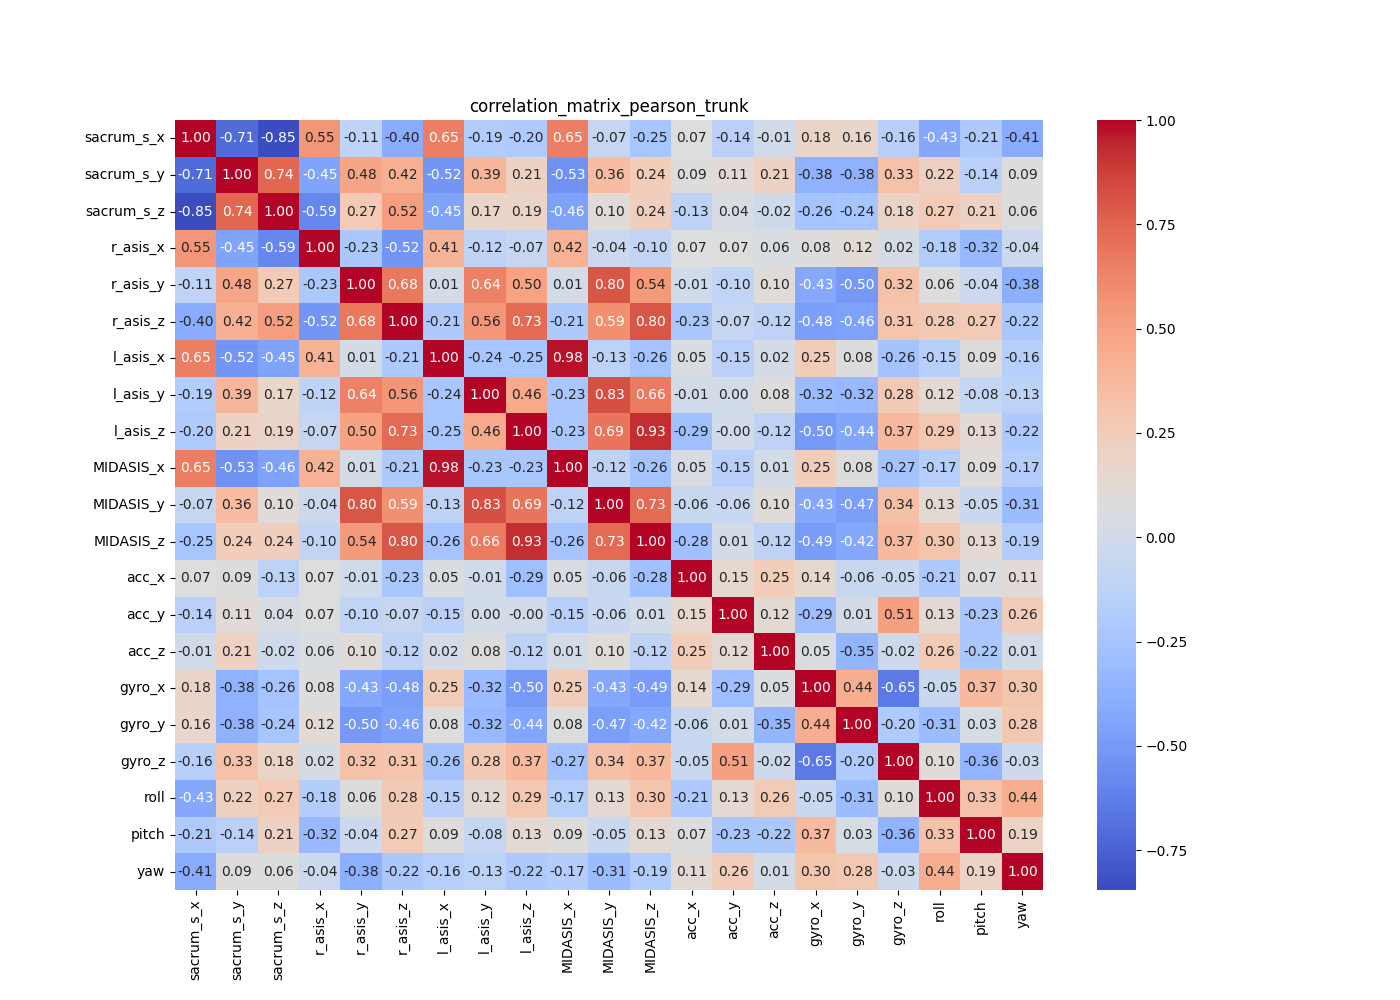 correlation_matrix_pearson_trunk
sacrum_s_x 1.00 -0.71 -0.85 0.55 -0.11 -0.40 0.65 -0.19 -0.20 0.65 -0.07 -0.25 0.07 -0.14 -0.01 0.18 0.16 -0.16 -0.43 -0.21 -0.41
sacrum_s_y -0.71 1.00 0.74 -0.45 0.48 0.42 -0.52 0.39 0.21 -0.53 0.36 0.24 0.09 0.11 0.21 -0.38 -0.38 0.33 0.22 -0.14 0.09
sacrum_s_z -0.85 0.74 1.00 -0.59 0.27 0.52 -0.45 0.17 0.19 -0.46 0.10 0.24 -0.13 0.04 -0.02 -0.26 -0.24 0.18 0.27 0.21 0.06
r_asis_x 0.55 -0.45 -0.59 1.00 -0.23 -0.52 0.41 -0.12 -0.07 0.42 -0.04 -0.10 0.07 0.07 0.06 0.08 0.12 0.02 -0.18 -0.32 -0.04
r_asis_y -0.11 0.48 0.27 -0.23 1.00 0.68 0.01 0.64 0.50 0.01 0.80 0.54 -0.01 -0.10 0.10 -0.43 -0.50 0.32 0.06 -0.04 -0.38
r_asis_z -0.40 0.42 0.52 -0.52 0.68 1.00 -0.21 0.56 0.73 -0.21 0.59 0.80 -0.23 -0.07 -0.12 -0.48 -0.46 0.31 0.28 0.27 -0.22
l_asis_x 0.65 -0.52 -0.45 0.41 0.01 -0.21 1.00 -0.24 -0.25 0.98 -0.13 -0.26 0.05 -0.15 0.02 0.25 0.08 -0.26 -0.15 0.09 -0.16
l_asis_y -0.19 0.39 0.17 -0.12 0.64 0.56 -0.24 1.00 0.46 -0.23 0.83 0.66 -0.01 0.00 0.08 -0.32 -0.32 0.28 0.12 -0.08 -0.13
l_asis_z -0.20 0.21 0.19 -0.07 0.50 0.73 -0.25 0.46 1.00 -0.23 0.69 0.93 -0.29 -0.00 -0.12 -0.50 -0.44 0.37 0.29 0.13 -0.22
MIDASIS_x 0.65 -0.53 -0.46 0.42 0.01 -0.21 0.98 -0.23 -0.23 1.00 -0.12 -0.26 0.05 -0.15 0.01 0.25 0.08 -0.27 -0.17 0.09 -0.17
MIDASIS_y -0.07 0.36 0.10 -0.04 0.80 0.59 -0.13 0.83 0.69 -0.12 1.00 0.73 -0.06 -0.06 0.10 -0.43 -0.47 0.34 0.13 -0.05 -0.31
MIDASIS_z -0.25 0.24 0.24 -0.10 0.54 0.80 -0.26 0.66 0.93 -0.26 0.73 1.00 -0.28 0.01 -0.12 -0.49 -0.42 0.37 0.30 0.13 -0.19
acc_x 0.07 0.09 -0.13 0.07 -0.01 -0.23 0.05 -0.01 -0.29 0.05 -0.06 -0.28 1.00 0.15 0.25 0.14 -0.06 -0.05 -0.21 0.07 0.11
acc_y -0.14 0.11 0.04 0.07 -0.10 -0.07 -0.15 0.00 -0.00 -0.15 -0.06 0.01 0.15 1.00 0.12 -0.29 0.01 0.51 0.13 -0.23 0.26
acc_z -0.01 0.21 -0.02 0.06 0.10 -0.12 0.02 0.08 -0.12 0.01 0.10 -0.12 0.25 0.12 1.00 0.05 -0.35 -0.02 0.26 -0.22 0.01
gyro_x 0.18 -0.38 -0.26 0.08 -0.43 -0.48 0.25 -0.32 -0.50 0.25 -0.43 -0.49 0.14 -0.29 0.05 1.00 0.44 -0.65 -0.05 0.37 0.30
gyro_y 0.16 -0.38 -0.24 0.12 -0.50 -0.46 0.08 -0.32 -0.44 0.08 -0.47 -0.42 -0.06 0.01 -0.35 0.44 1.00 -0.20 -0.31 0.03 0.28
gyro_z -0.16 0.33 0.18 0.02 0.32 0.31 -0.26 0.28 0.37 -0.27 0.34 0.37 -0.05 0.51 -0.02 -0.65 -0.20 1.00 0.10 -0.36 -0.03
roll -0.43 0.22 0.27 -0.18 0.06 0.28 -0.15 0.12 0.29 -0.17 0.13 0.30 -0.21 0.13 0.26 -0.05 -0.31 0.10 1.00 0.33 0.44
pitch -0.21 -0.14 0.21 -0.32 -0.04 0.27 0.09 -0.08 0.13 0.09 -0.05 0.13 0.07 -0.23 -0.22 0.37 0.03 -0.36 0.33 1.00 0.19
yaw -0.41 0.09 0.06 -0.04 -0.38 -0.22 -0.16 -0.13 -0.22 -0.17 -0.31 -0.19 0.11 0.26 0.01 0.30 0.28 -0.03 0.44 0.19 1.00
sacrum_s_x sacrum_s_y sacrum_s_z r_asis_x r_asis_y r_asis_z l_asis_x l_asis_y l_asis_z MIDASIS_x MIDASIS_y MIDASIS_z acc_x acc_y acc_z gyro_x gyro_y gyro_z roll pitch yaw
1.00
0.75
0.50
0.25
0.00
−0.25
−0.50
−0.75